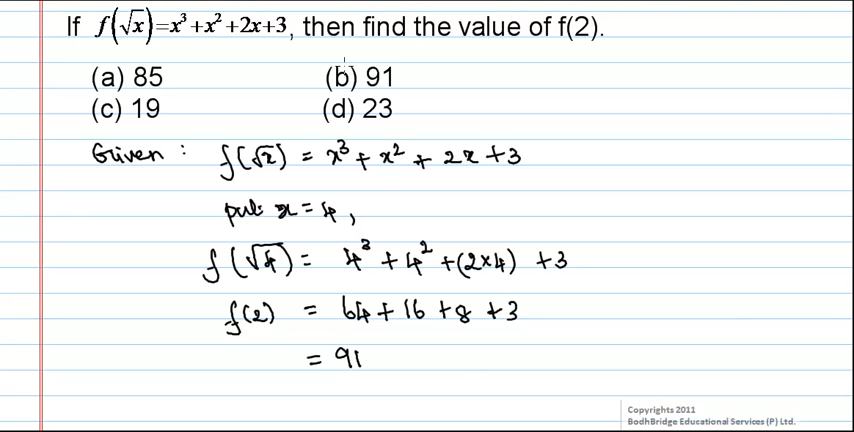 If f(√x)=x³+x²+2x+3, then find the value of f(2).
(a) 85 (b) 91
(c) 19 (d) 23
Given : f(√x) = x³ + x² + 2x + 3
put x = 4,
f(√4) = 4³ + 4² + (2×4) + 3
f(2) = 64 + 16 + 8 + 3
= 91
Copyrights 2011
BodhBridge Educational Services (P) Ltd.